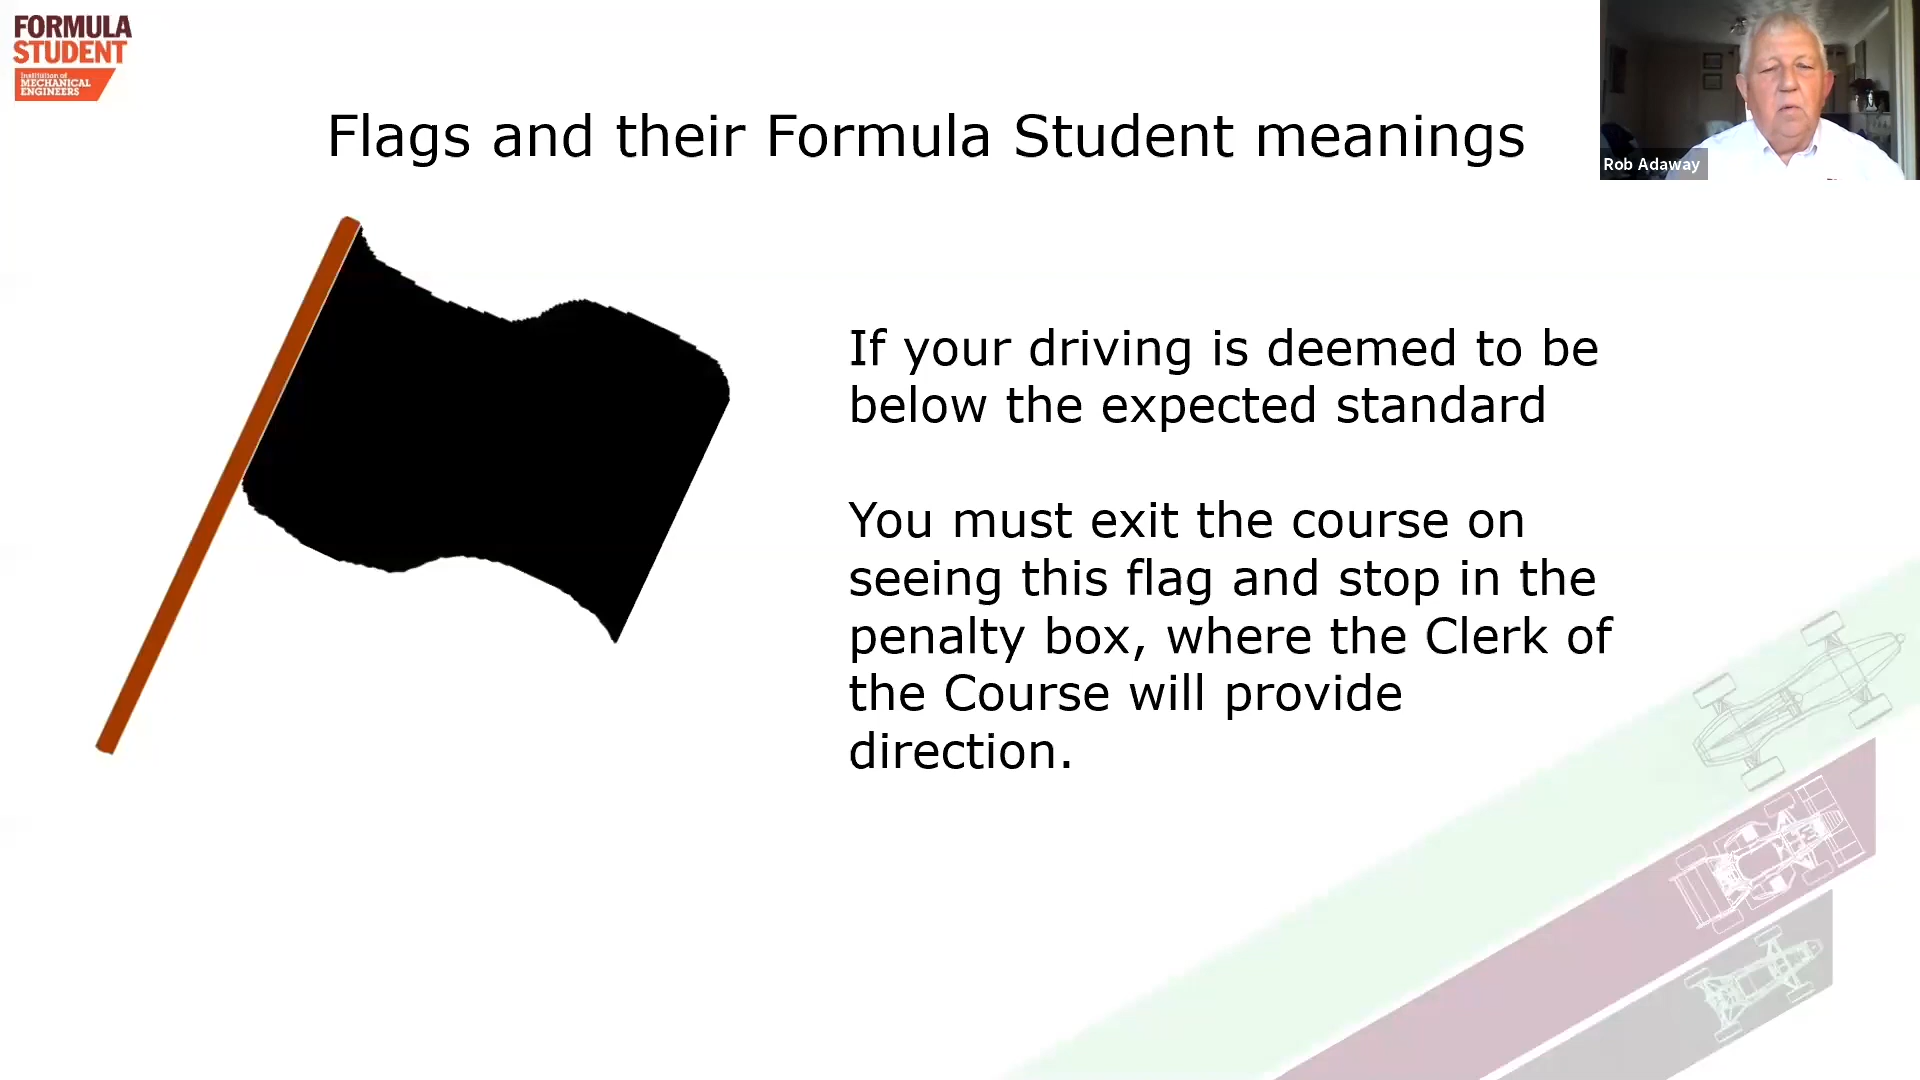 FORMULA
STUDENT
Institution of
MECHANICAL
ENGINEERS
Flags and their Formula Student meanings
Rob Adaway
If your driving is deemed to be
below the expected standard
You must exit the course on
seeing this flag and stop in the
penalty box, where the Clerk of
the Course will provide
direction.